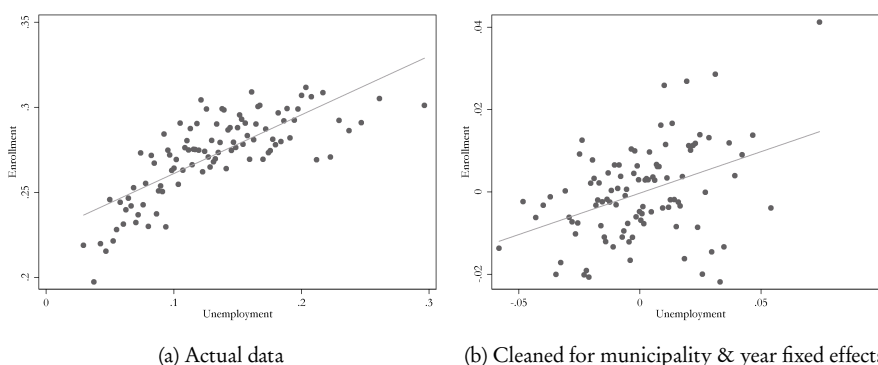 Enrollment
.35
.3
.25
.2
0
.1
.2
.3
Unemployment
(a) Actual data
Enrollment
.04
.02
0
-.02
-.05
0
.05
Unemployment
(b) Cleaned for municipality & year fixed effects